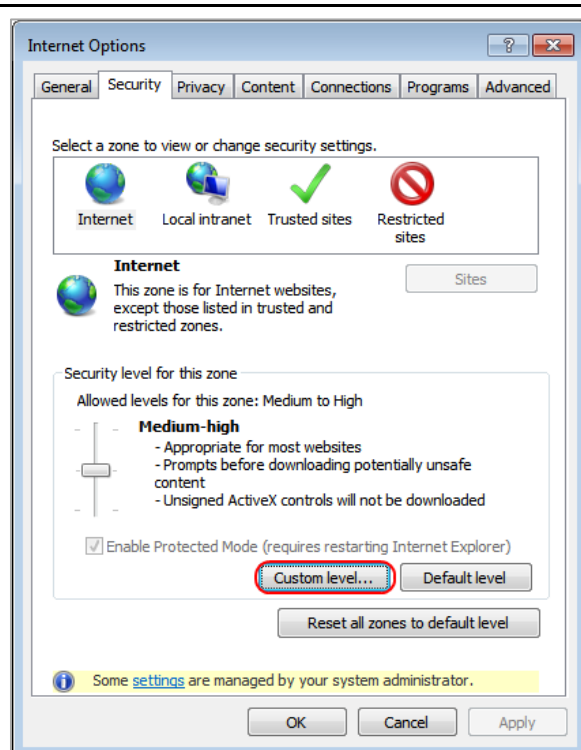 Internet Options
General Security Privacy Content Connections Programs Advanced
Select a zone to view or change security settings.
Internet Local intranet Trusted sites Restricted
sites
Internet
Sites
This zone is for Internet websites,
except those listed in trusted and
restricted zones.
Security level for this zone
Allowed levels for this zone: Medium to High
Medium-high
- Appropriate for most websites
- Prompts before downloading potentially unsafe
content
- Unsigned ActiveX controls will not be downloaded
Enable Protected Mode (requires restarting Internet Explorer)
Custom level... Default level
Reset all zones to default level
Some settings are managed by your system administrator.
OK Cancel Apply